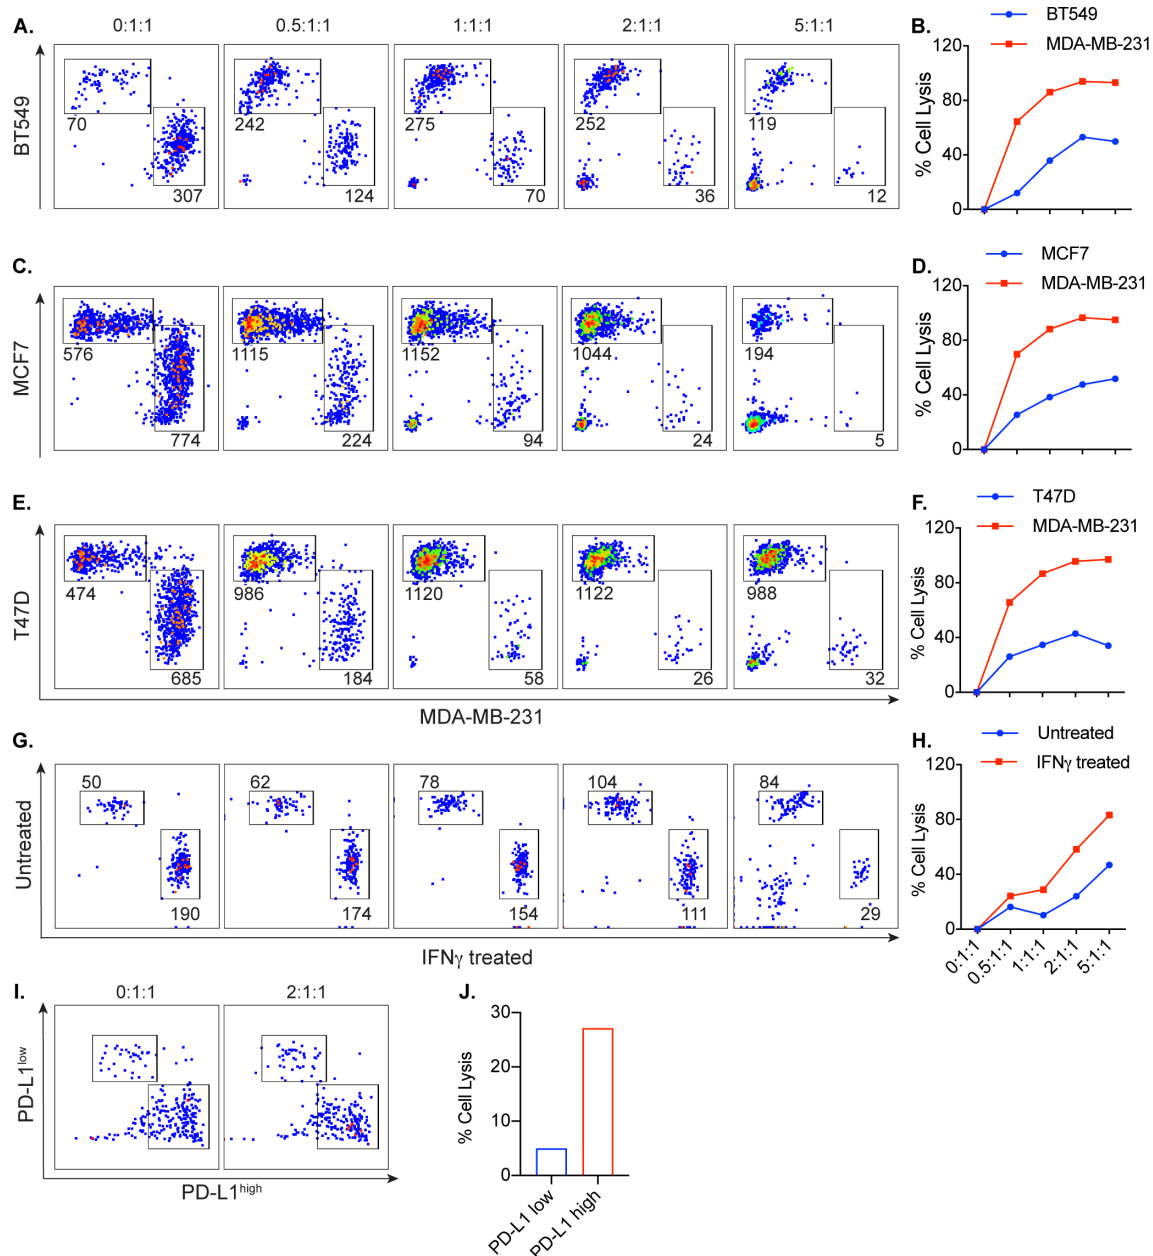 A.
0:1:1
0.5:1:1
1:1:1
2:1:1
5:1:1
BT549
70
307
242
124
275
70
252
36
119
12
B.
BT549
MDA-MB-231
% Cell Lysis
120
80
40
0
C.
MCF7
576
774
1115
224
1152
94
1044
24
194
5
D.
MCF7
MDA-MB-231
% Cell Lysis
120
80
40
0
E.
T47D
474
685
986
184
1120
58
1122
26
988
32
MDA-MB-231
F.
T47D
MDA-MB-231
% Cell Lysis
120
80
40
0
G.
Untreated
50
190
62
174
78
154
104
111
84
29
IFNγ treated
H.
Untreated
IFNγ treated
% Cell Lysis
120
80
40
0
0:1:1
0.5:1:1
1:1:1
2:1:1
5:1:1
I.
0:1:1
2:1:1
PD-L1low
PD-L1high
J.
% Cell Lysis
30
20
10
0
PD-L1 low
PD-L1 high